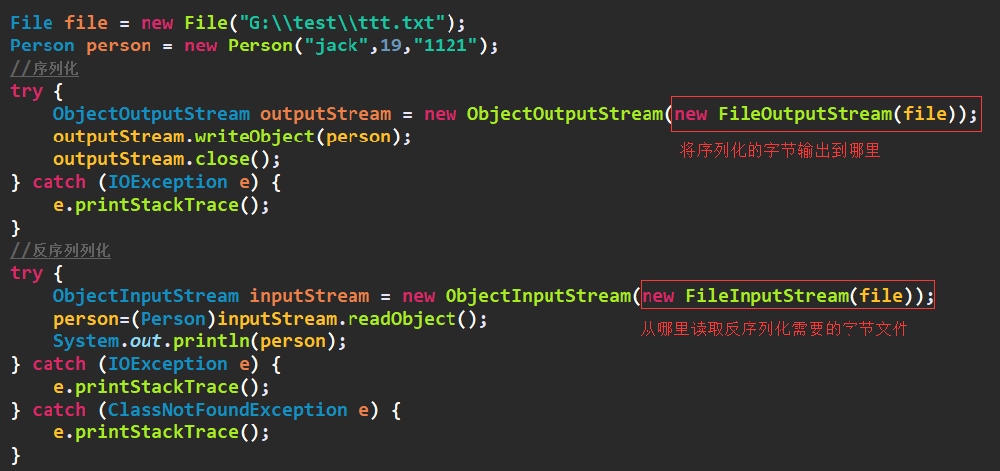 File file = new File("G:\\test\\ttt.txt");
Person person = new Person("jack",19,"1121");
//序列化
try {
    ObjectOutputStream outputStream = new ObjectOutputStream(new FileOutputStream(file));
    outputStream.writeObject(person);
将序列化的字节输出到哪里
    outputStream.close();
} catch (IOException e) {
    e.printStackTrace();
}
//反序列列化
try {
    ObjectInputStream inputStream = new ObjectInputStream(new FileInputStream(file));
    person=(Person)inputStream.readObject();
从哪里读取反序列化需要的字节文件
    System.out.println(person);
} catch (IOException e) {
    e.printStackTrace();
} catch (ClassNotFoundException e) {
    e.printStackTrace();
}